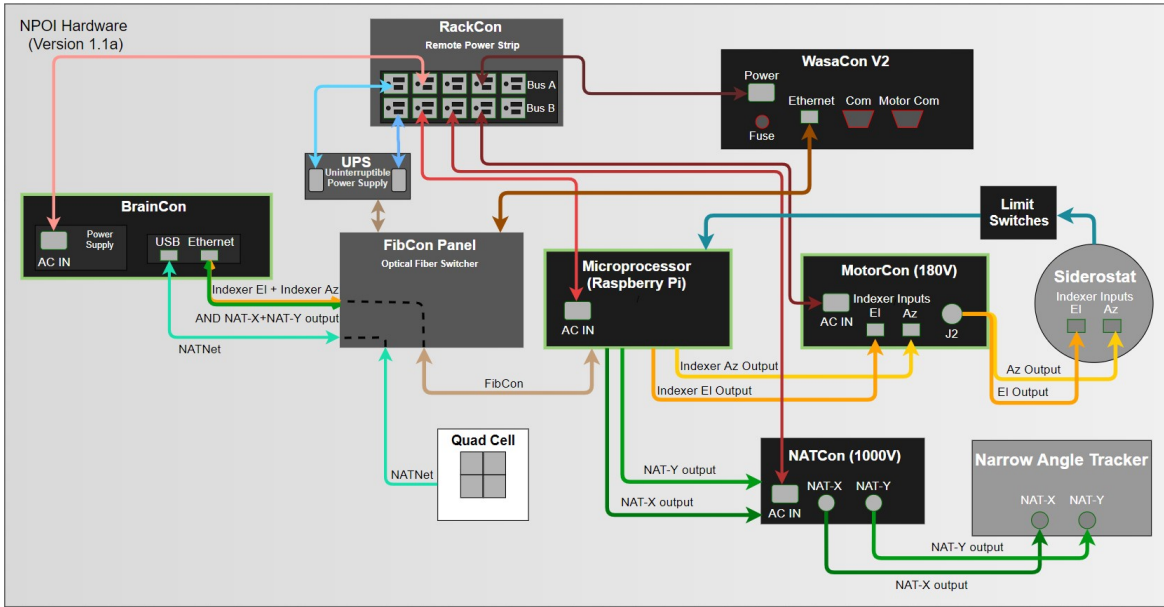 NPOI Hardware
(Version 1.1a)
RackCon
Remote Power Strip
Bus A
Bus B
WasaCon V2
Power
Ethernet
Com
Motor Com
Fuse
UPS
Uninterruptible
Power Supply
BrainCon
Power
Supply
AC IN
USB
Ethernet
FibCon Panel
Optical Fiber Switcher
Indexer El + Indexer Az
AND NAT-X+NAT-Y output
NATNet
FibCon
Microprocessor
(Raspberry Pi)
AC IN
Limit
Switches
MotorCon (180V)
Indexer Inputs
El
Az
AC IN
J2
Siderostat
Indexer Inputs
El
Az
Indexer Az Output
Indexer El Output
Az Output
El Output
Quad Cell
NATNet
NAT-Y output
NAT-X output
NATCon (1000V)
NAT-X
NAT-Y
AC IN
Narrow Angle Tracker
NAT-X
NAT-Y
NAT-Y output
NAT-X output